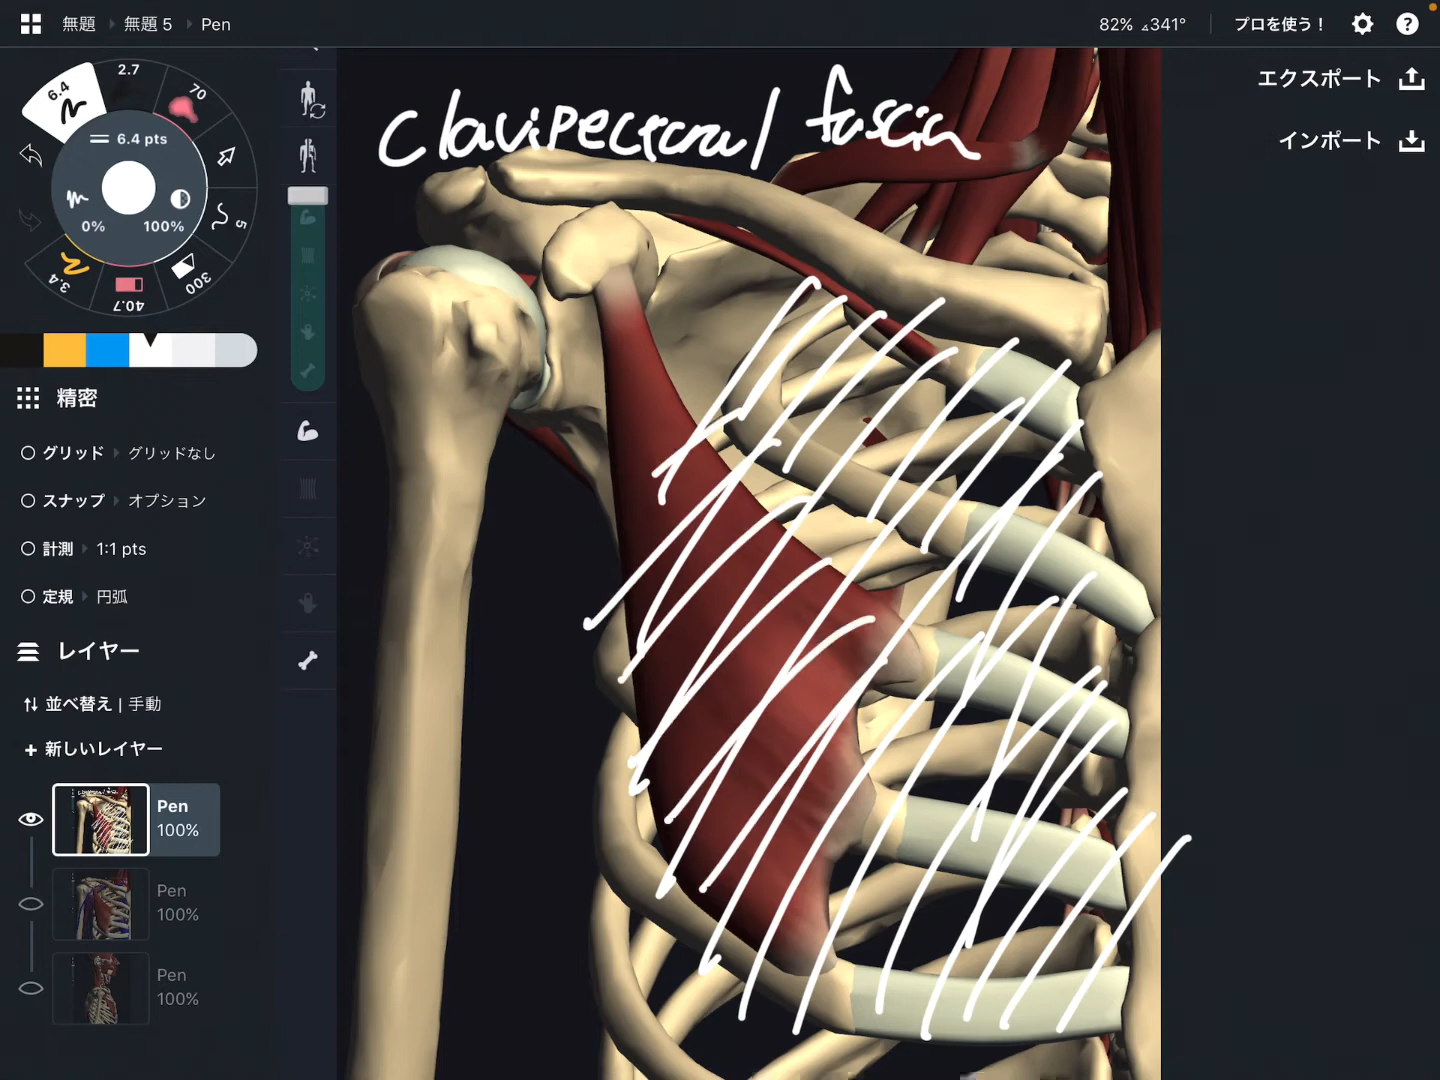 無題 無題 5 Pen
82% ⊿341° プロを使う！
エクスポート
インポート
clavipectoral fascia
2.7
6.4
70
6.4 pts
0% 100%
5
300
40.7
3.4
精密
グリッド グリッドなし
スナップ オプション
計測 1:1 pts
定規 円弧
レイヤー
並べ替え | 手動
+ 新しいレイヤー
Pen
100%
Pen
100%
Pen
100%